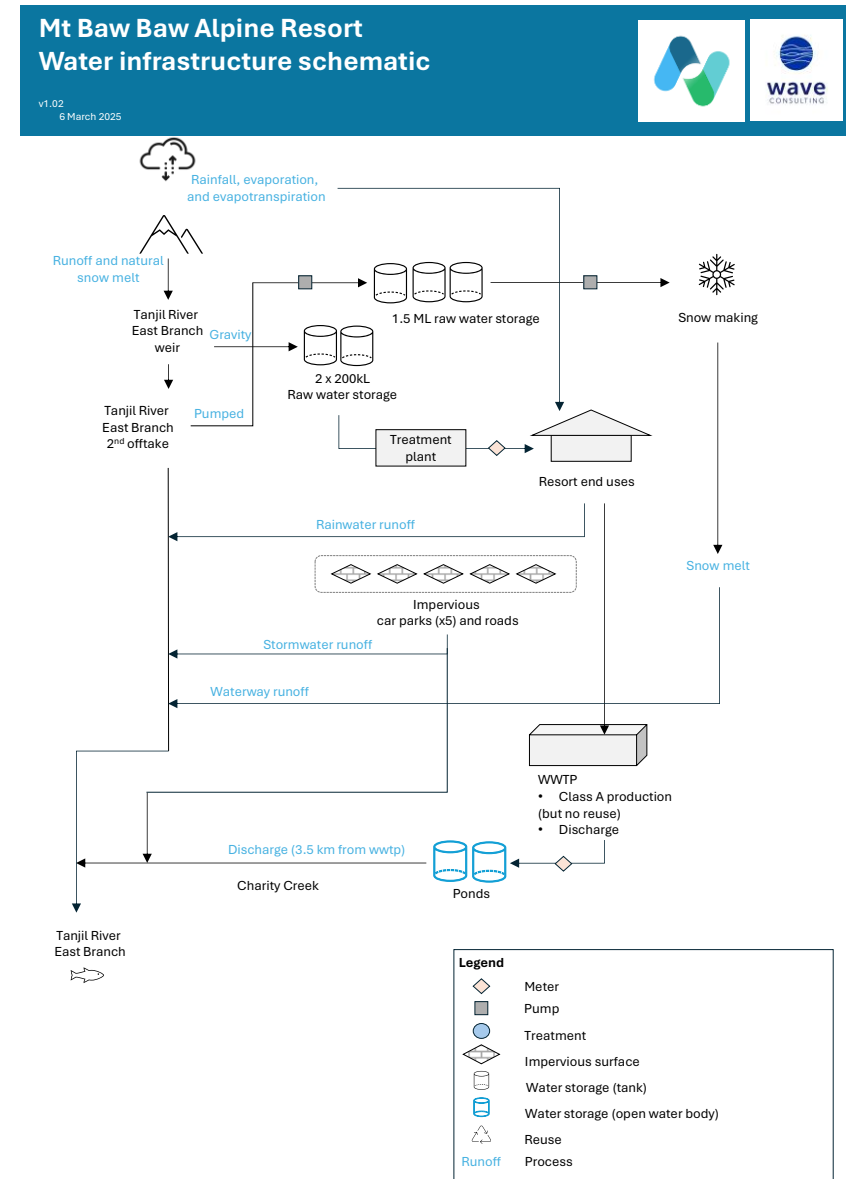 Mt Baw Baw Alpine Resort
Water infrastructure schematic
v1.02
6 March 2025
wave
CONSULTING
Rainfall, evaporation,
and evapotranspiration
Runoff and natural
snow melt
Tanjil River
East Branch
weir
Gravity
1.5 ML raw water storage
Snow making
2 x 200kL
Raw water storage
Tanjil River
East Branch
2nd offtake
Pumped
Treatment
plant
Resort end uses
Rainwater runoff
Snow melt
Impervious
car parks (x5) and roads
Stormwater runoff
Waterway runoff
WWTP
• Class A production
(but no reuse)
• Discharge
Discharge (3.5 km from wwtp)
Charity Creek
Ponds
Tanjil River
East Branch
Legend
Meter
Pump
Treatment
Impervious surface
Water storage (tank)
Water storage (open water body)
Reuse
Runoff Process